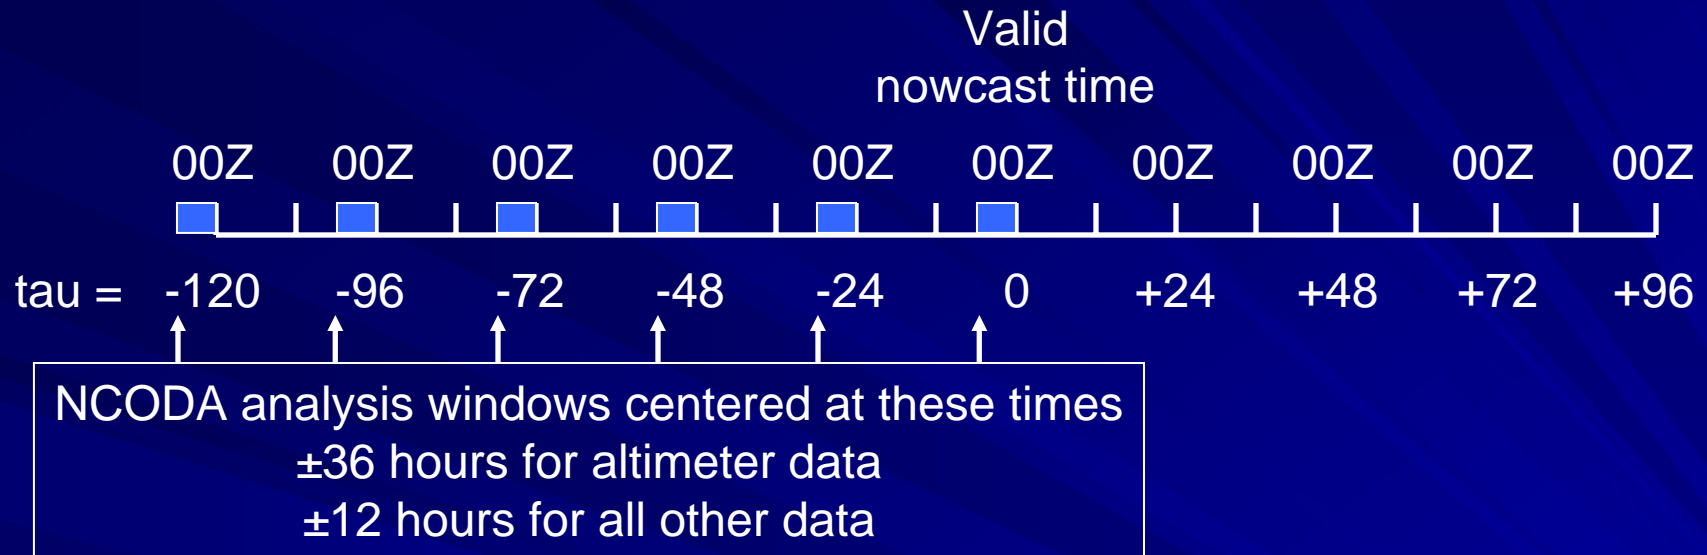 Valid
nowcast time
00Z 00Z 00Z 00Z 00Z 00Z 00Z 00Z 00Z 00Z
tau = -120 -96 -72 -48 -24 0 +24 +48 +72 +96
NCODA analysis windows centered at these times
±36 hours for altimeter data
±12 hours for all other data